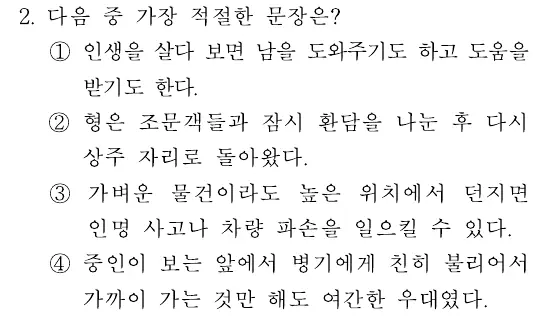 2. 다음 중 가장 적절한 문장은?
① 인생을 살다 보면 남을 도와주기도 하고 도움을
받기도 한다.
② 형은 조문객들과 잠시 환담을 나눈 후 다시
상주 자리로 돌아왔다.
③ 가벼운 물건이라도 높은 위치에서 던지면
인명 사고나 차량 파손을 일으킬 수 있다.
④ 중인이 보는 앞에서 병기에게 친히 불리어서
가까이 가는 것만 해도 여간한 우대였다.